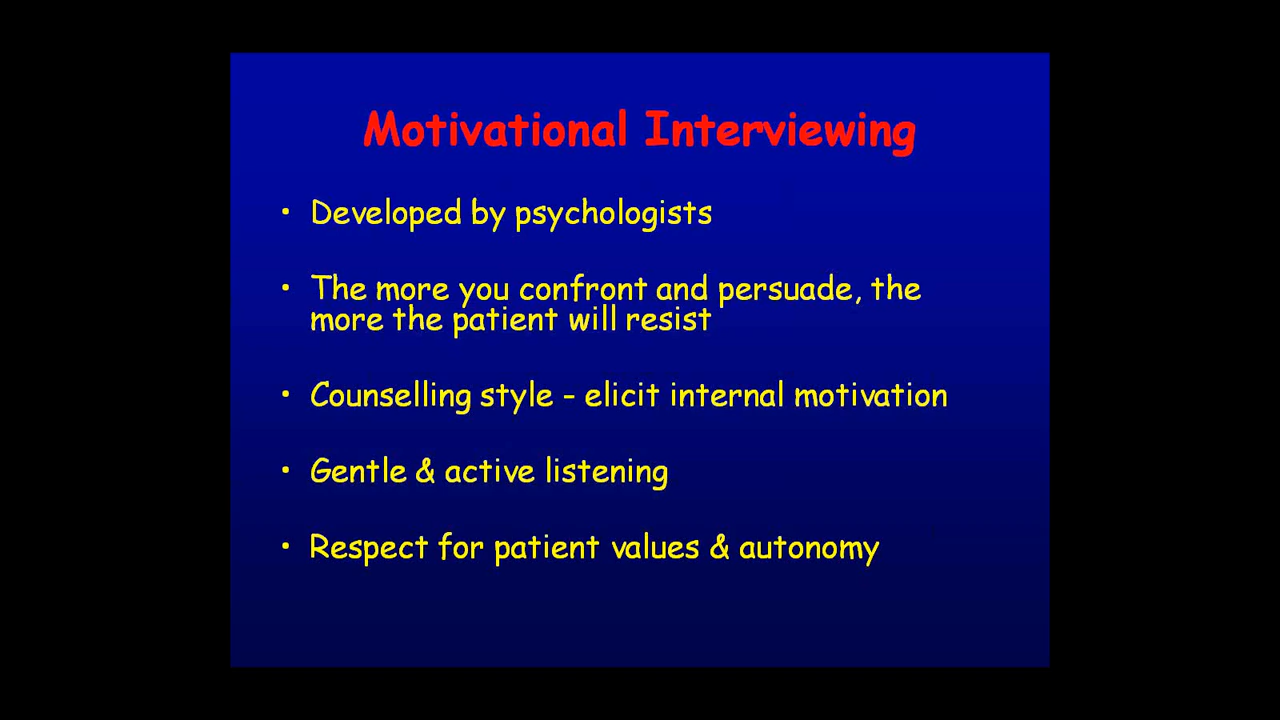 Motivational Interviewing
• Developed by psychologists
• The more you confront and persuade, the
more the patient will resist
• Counselling style - elicit internal motivation
• Gentle & active listening
• Respect for patient values & autonomy